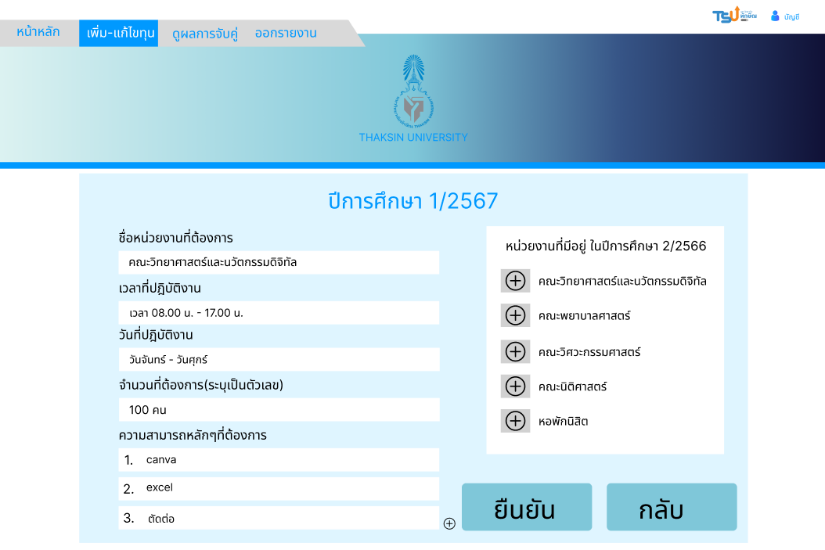 TSU
บัญชี
หน้าหลัก
เพิ่ม-แก้ไขทุน
ดูผลการจับคู่
ออกรายงาน
THAKSIN UNIVERSITY
ปีการศึกษา 1/2567
ชื่อหน่วยงานที่ต้องการ
คณะวิทยาศาสตร์และนวัตกรรมดิจิทัล
เวลาที่ปฎิบัติงาน
เวลา 08.00 น. - 17.00 น.
วันที่ปฎิบัติงาน
วันจันทร์ - วันศุกร์
จำนวนที่ต้องการ(ระบุเป็นตัวเลข)
100 คน
ความสามารถหลักๆที่ต้องการ
1. canva
2. excel
3. ตัดต่อ
หน่วยงานที่มีอยู่ ในปีการศึกษา 2/2566
คณะวิทยาศาสตร์และนวัตกรรมดิจิทัล
คณะพยาบาลศาสตร์
คณะวิศวะกรรมศาสตร์
คณะนิติศาสตร์
หอพักนิสิต
ยืนยัน
กลับ